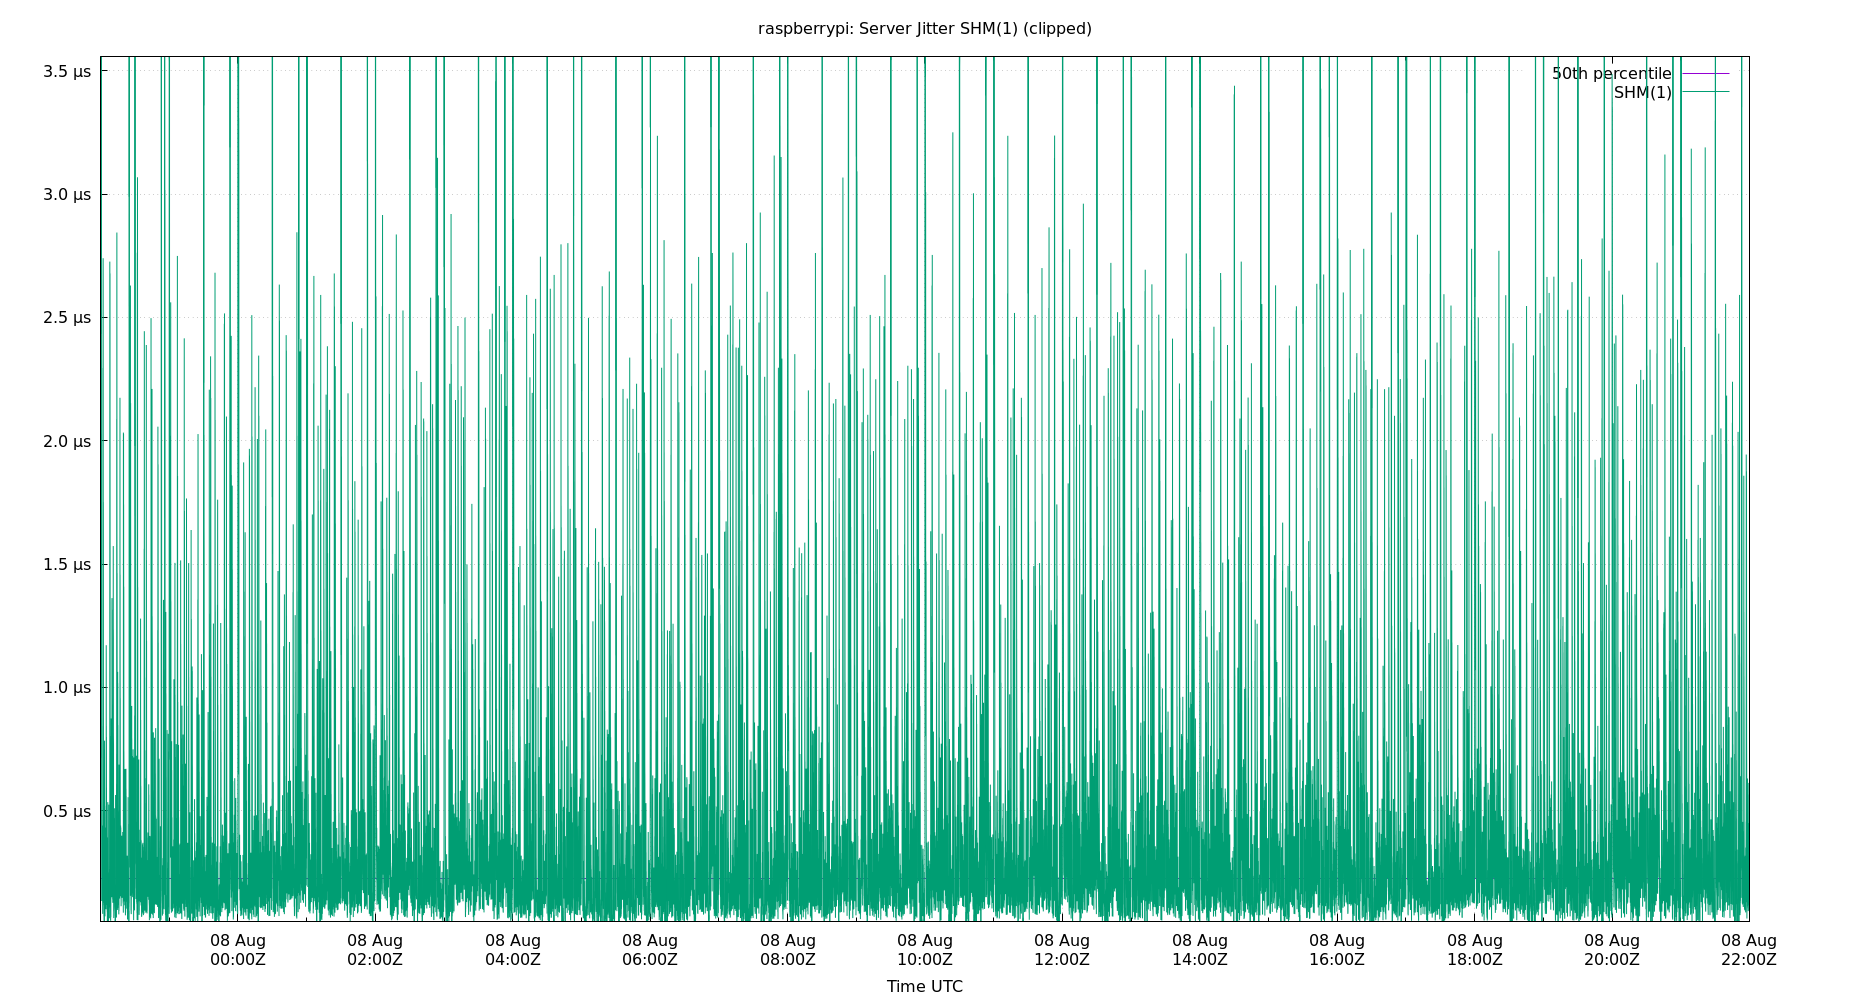 raspberrypi: Server Jitter SHM(1) (clipped)
3.5 µs
3.0 µs
2.5 µs
2.0 µs
1.5 µs
1.0 µs
0.5 µs
50th percentile
SHM(1)
08 Aug 08 Aug 08 Aug 08 Aug 08 Aug 08 Aug 08 Aug 08 Aug 08 Aug 08 Aug 08 Aug 08 Aug
00:00Z 02:00Z 04:00Z 06:00Z 08:00Z 10:00Z 12:00Z 14:00Z 16:00Z 18:00Z 20:00Z 22:00Z
Time UTC